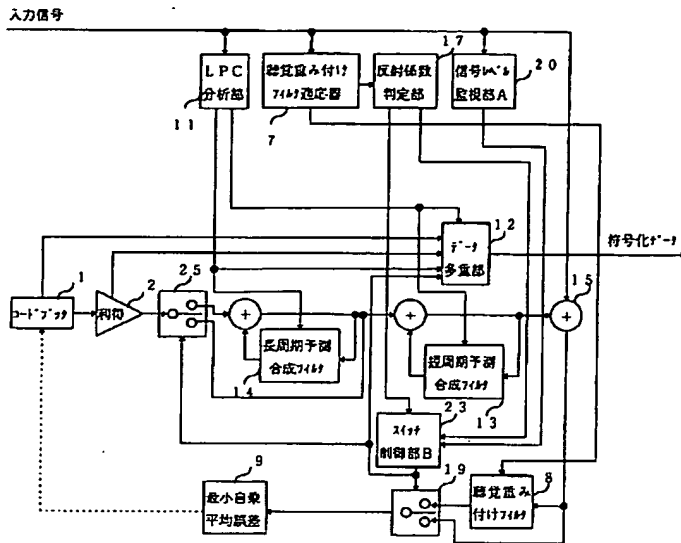 入力信号
LPC
分析部
11
聴覚重み付け
フィルタ適応器
7
17
反射係数
判定部
信号レベル
監視部A
20
データ
多重部
12
符号化データ
15
1
コードブック
2
利得
25
+
長周期予測
合成フィルタ
14
+
短周期予測
合成フィルタ
13
+
23
スイッチ
制御部B
9
最小自乗
平均誤差
19
8
聴覚重み
付けフィルタ